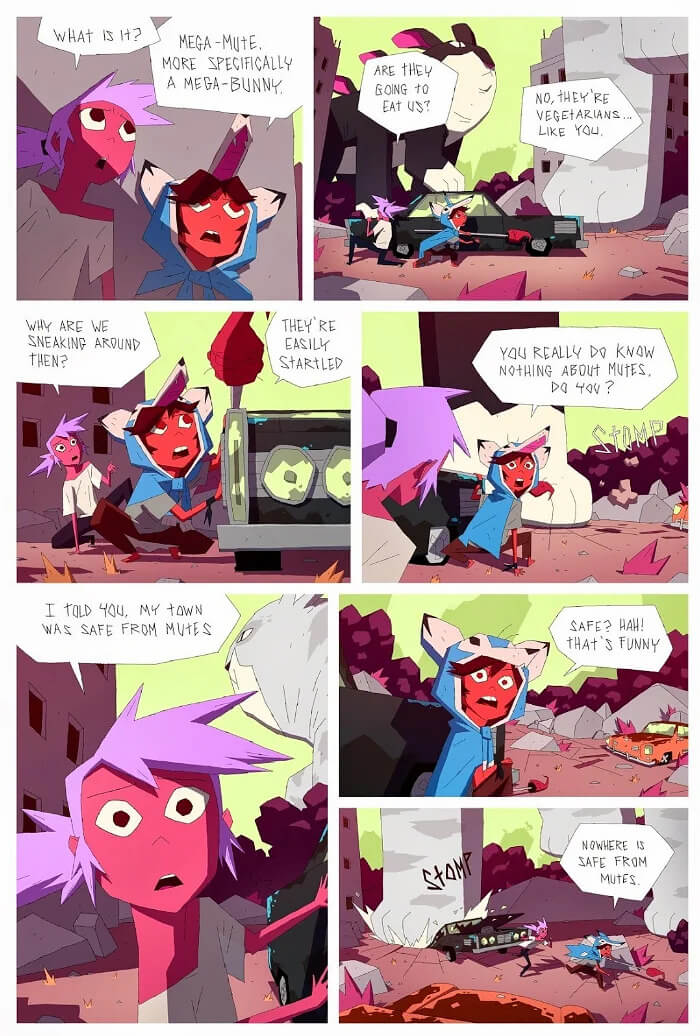 WHAT IS IT?
MEGA-MUTE.
MORE SPECIFICALLY
A MEGA-BUNNY.
ARE THEY
GOING TO
EAT US?
NO, THEY'RE
VEGETARIANS...
LIKE YOU.
WHY ARE WE
SNEAKING AROUND
THEN?
THEY'RE
EASILY
STARTLED
YOU REALLY DO KNOW
NOTHING ABOUT MUTES,
DO YOU?
STOMP
I TOLD YOU, MY TOWN
WAS SAFE FROM MUTES
SAFE? HAH!
THAT'S FUNNY
STOMP
NOWHERE IS
SAFE FROM
MUTES.